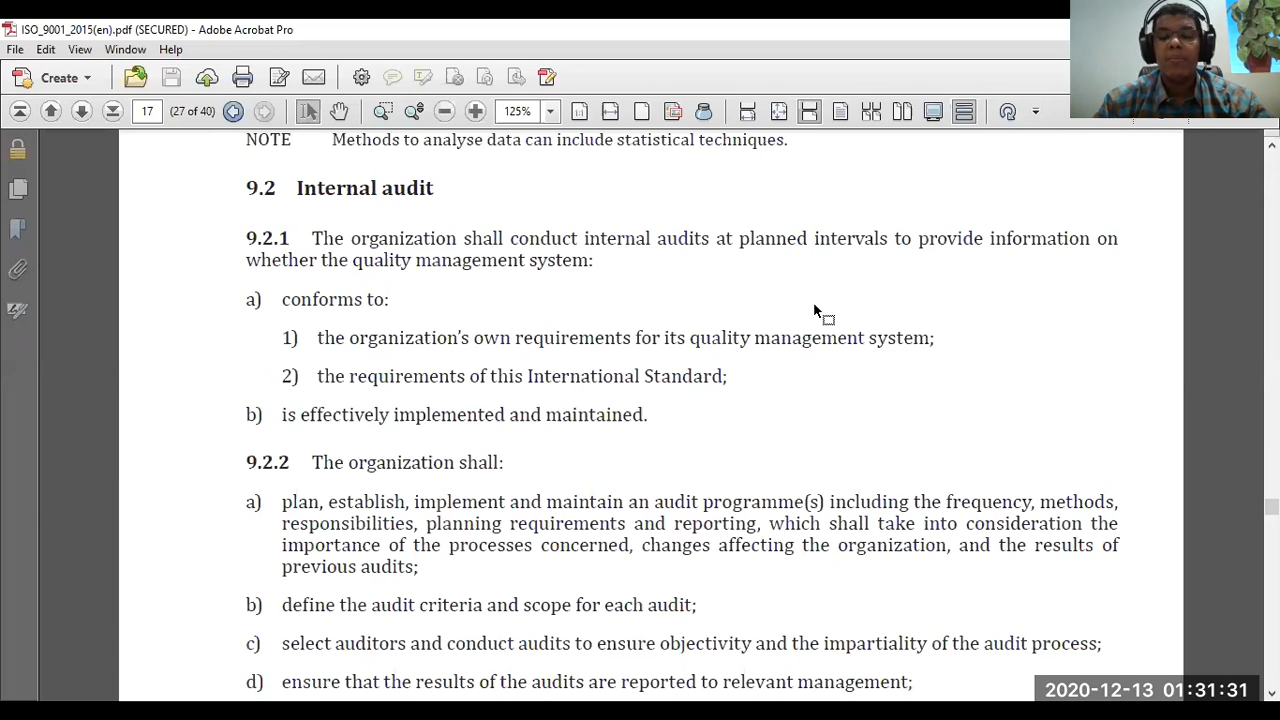 ISO_9001_2015(en).pdf (SECURED) - Adobe Acrobat Pro
File Edit View Window Help
Create
17 (27 of 40) 125%
NOTE Methods to analyse data can include statistical techniques.
9.2 Internal audit
9.2.1 The organization shall conduct internal audits at planned intervals to provide information on
whether the quality management system:
a) conforms to:
1) the organization’s own requirements for its quality management system;
2) the requirements of this International Standard;
b) is effectively implemented and maintained.
9.2.2 The organization shall:
a) plan, establish, implement and maintain an audit programme(s) including the frequency, methods,
responsibilities, planning requirements and reporting, which shall take into consideration the
importance of the processes concerned, changes affecting the organization, and the results of
previous audits;
b) define the audit criteria and scope for each audit;
c) select auditors and conduct audits to ensure objectivity and the impartiality of the audit process;
d) ensure that the results of the audits are reported to relevant management;
2020-12-13 01:31:31